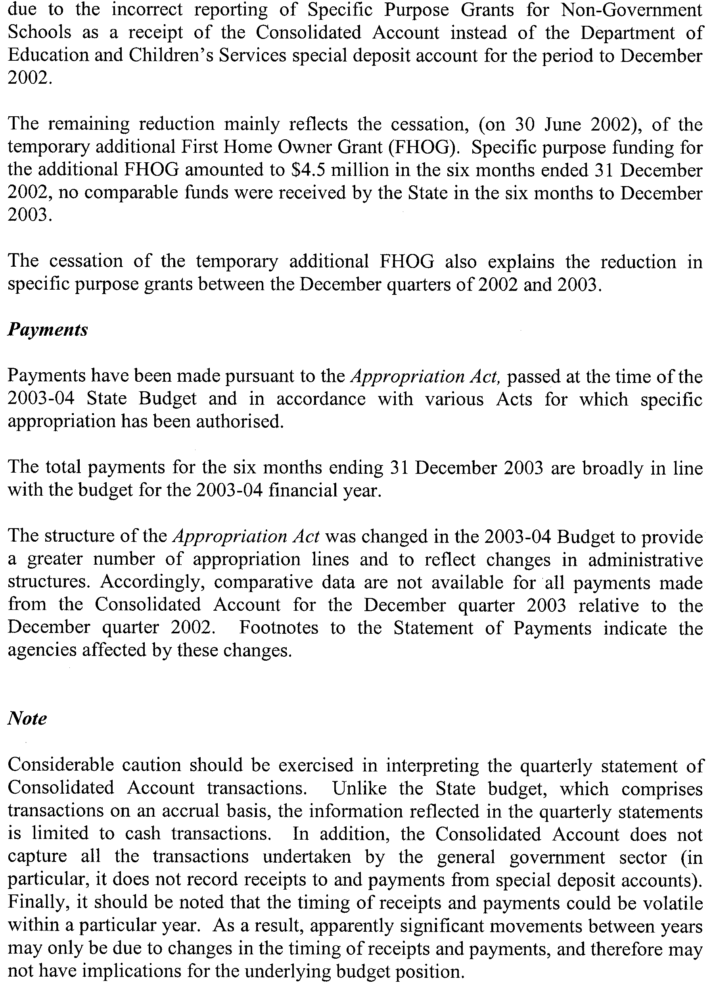 due to the incorrect reporting of Specific Purpose Grants for Non-Government
Schools as a receipt of the Consolidated Account instead of the Department of
Education and Children's Services special deposit account for the period to December
2002.
The remaining reduction mainly reflects the cessation, (on 30 June 2002), of the
temporary additional First Home Owner Grant (FHOG). Specific purpose funding for
the additional FHOG amounted to $4.5 million in the six months ended 31 December
2002, no comparable funds were received by the State in the six months to December
2003.
The cessation of the temporary additional FHOG also explains the reduction in
specific purpose grants between the December quarters of 2002 and 2003.
Payments
Payments have been made pursuant to the Appropriation Act, passed at the time of the
2003-04 State Budget and in accordance with various Acts for which specific
appropriation has been authorised.
The total payments for the six months ending 31 December 2003 are broadly in line
with the budget for the 2003-04 financial year.
The structure of the Appropriation Act was changed in the 2003-04 Budget to provide
a greater number of appropriation lines and to reflect changes in administrative
structures. Accordingly, comparative data are not available for all payments made
from the Consolidated Account for the December quarter 2003 relative to the
December quarter 2002. Footnotes to the Statement of Payments indicate the
agencies affected by these changes.
Note
Considerable caution should be exercised in interpreting the quarterly statement of
Consolidated Account transactions. Unlike the State budget, which comprises
transactions on an accrual basis, the information reflected in the quarterly statements
is limited to cash transactions. In addition, the Consolidated Account does not
capture all the transactions undertaken by the general government sector (in
particular, it does not record receipts to and payments from special deposit accounts).
Finally, it should be noted that the timing of receipts and payments could be volatile
within a particular year. As a result, apparently significant movements between years
may only be due to changes in the timing of receipts and payments, and therefore may
not have implications for the underlying budget position.